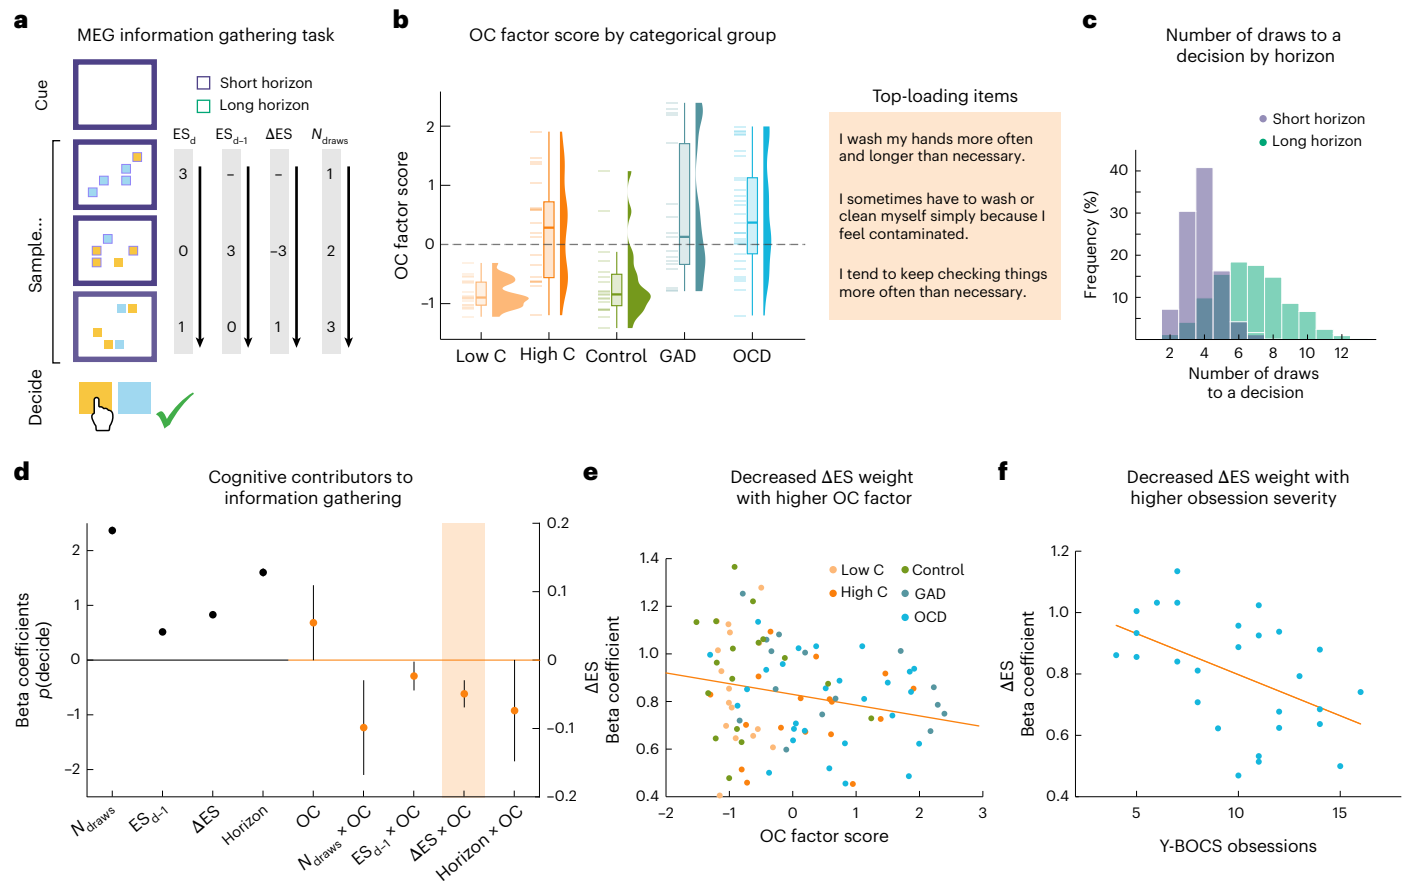 a
MEG information gathering task
Cue
Sample...
Decide
Short horizon
Long horizon
ESd ESd–1 ΔES Ndraws
3 – – 1
0 3 –3 2
1 0 1 3
b
OC factor score by categorical group
OC factor score
2
1
0
–1
Low C High C Control GAD OCD
Top-loading items
I wash my hands more often
and longer than necessary.
I sometimes have to wash or
clean myself simply because I
feel contaminated.
I tend to keep checking things
more often than necessary.
c
Number of draws to a
decision by horizon
Short horizon
Long horizon
Frequency (%)
40
30
20
10
2 4 6 8 10 12
Number of draws
to a decision
d
Cognitive contributors to
information gathering
Beta coefficients
p(decide)
2
1
0
–1
–2
0.2
0.1
0
–0.1
–0.2
Ndraws
ESd–1
ΔES
Horizon
OC
Ndraws × OC
ESd–1 × OC
ΔES × OC
Horizon × OC
e
Decreased ΔES weight
with higher OC factor
ΔES
Beta coefficient
1.4
1.2
1.0
0.8
0.6
0.4
Low C Control
High C GAD
OCD
–2 –1 0 1 2 3
OC factor score
f
Decreased ΔES weight with
higher obsession severity
ΔES
Beta coefficient
1.2
1.0
0.8
0.6
0.4
5 10 15
Y-BOCS obsessions